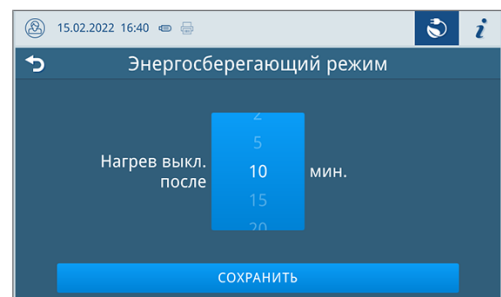 15.02.2022 16:40
i
Энергосберегающий режим
2
5
Нагрев выкл.
после
10
мин.
15
20
СОХРАНИТЬ